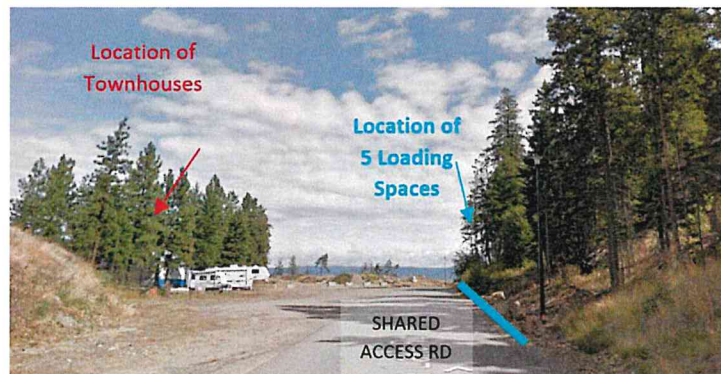 Location of
Townhouses
Location of
5 Loading
Spaces
SHARED
ACCESS RD